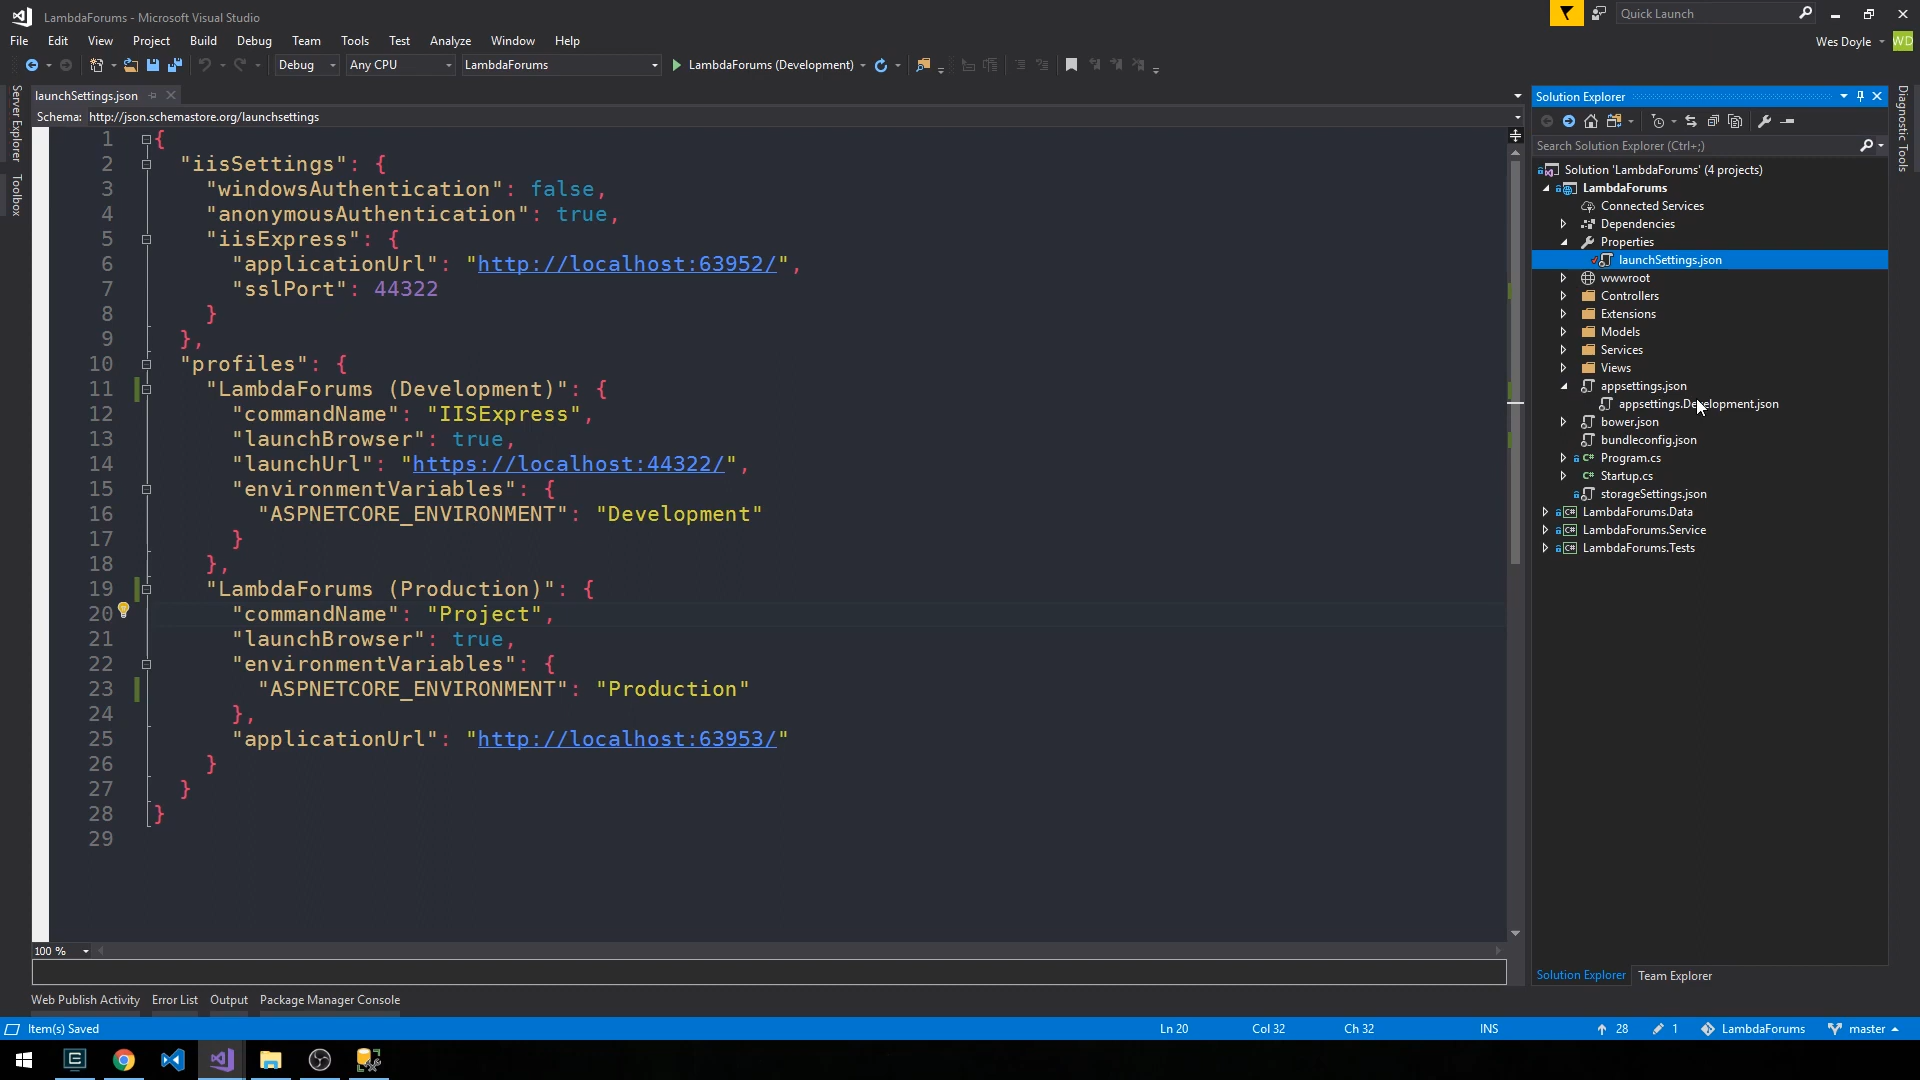 LambdaForums - Microsoft Visual Studio
Quick Launch
File Edit View Project Build Debug Team Tools Test Analyze Window Help
Wes Doyle WD
Debug Any CPU LambdaForums LambdaForums (Development)
launchSettings.json
Schema: http://json.schemastore.org/launchsettings
Server Explorer
Toolbox
1 {
2 "iisSettings": {
3 "windowsAuthentication": false,
4 "anonymousAuthentication": true,
5 "iisExpress": {
6 "applicationUrl": "http://localhost:63952/",
7 "sslPort": 44322
8 }
9 },
10 "profiles": {
11 "LambdaForums (Development)": {
12 "commandName": "IISExpress",
13 "launchBrowser": true,
14 "launchUrl": "https://localhost:44322/",
15 "environmentVariables": {
16 "ASPNETCORE_ENVIRONMENT": "Development"
17 }
18 },
19 "LambdaForums (Production)": {
20 "commandName": "Project",
21 "launchBrowser": true,
22 "environmentVariables": {
23 "ASPNETCORE_ENVIRONMENT": "Production"
24 },
25 "applicationUrl": "http://localhost:63953/"
26 }
27 }
28 }
29
100 %
Solution Explorer
Search Solution Explorer (Ctrl+;)
Solution 'LambdaForums' (4 projects)
LambdaForums
Connected Services
Dependencies
Properties
launchSettings.json
wwwroot
Controllers
Extensions
Models
Services
Views
appsettings.json
appsettings.Development.json
bower.json
bundleconfig.json
Program.cs
Startup.cs
storageSettings.json
LambdaForums.Data
LambdaForums.Service
LambdaForums.Tests
Solution Explorer Team Explorer
Diagnostic Tools
Web Publish Activity Error List Output Package Manager Console
Item(s) Saved Ln 20 Col 32 Ch 32 INS 28 1 LambdaForums master